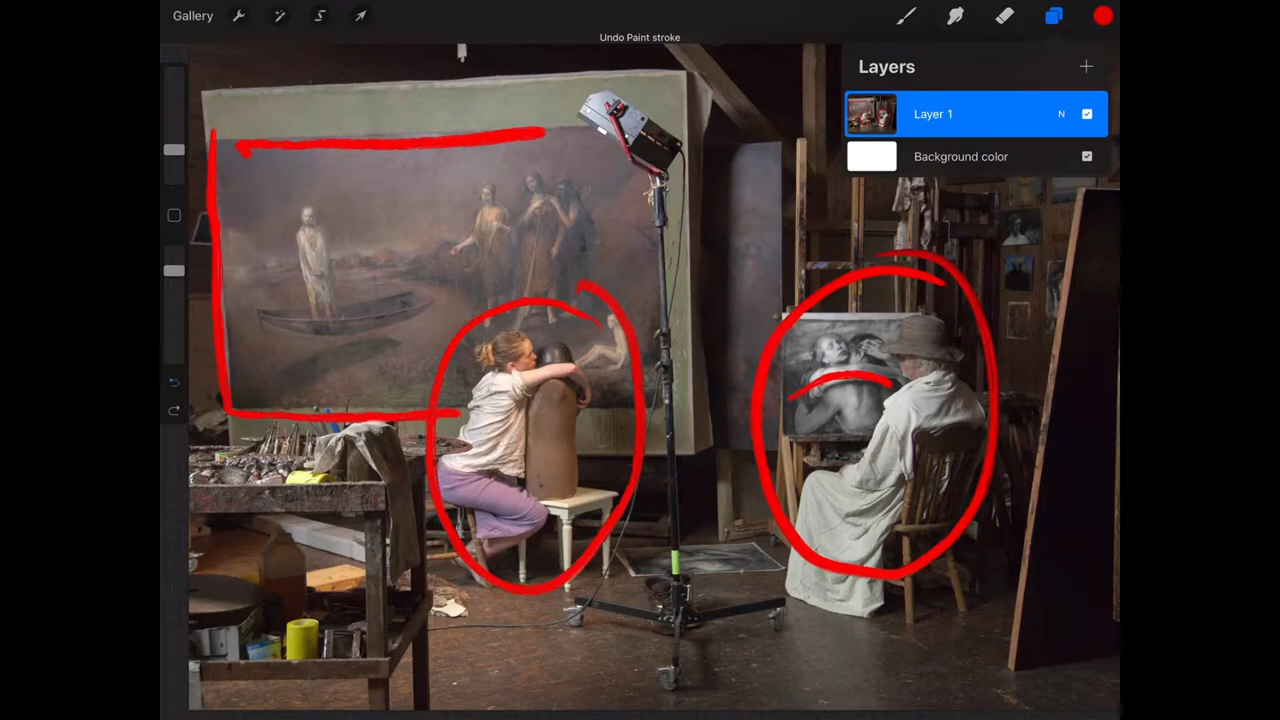 Gallery
Undo Paint stroke
Layers
Layer 1 N
Background color